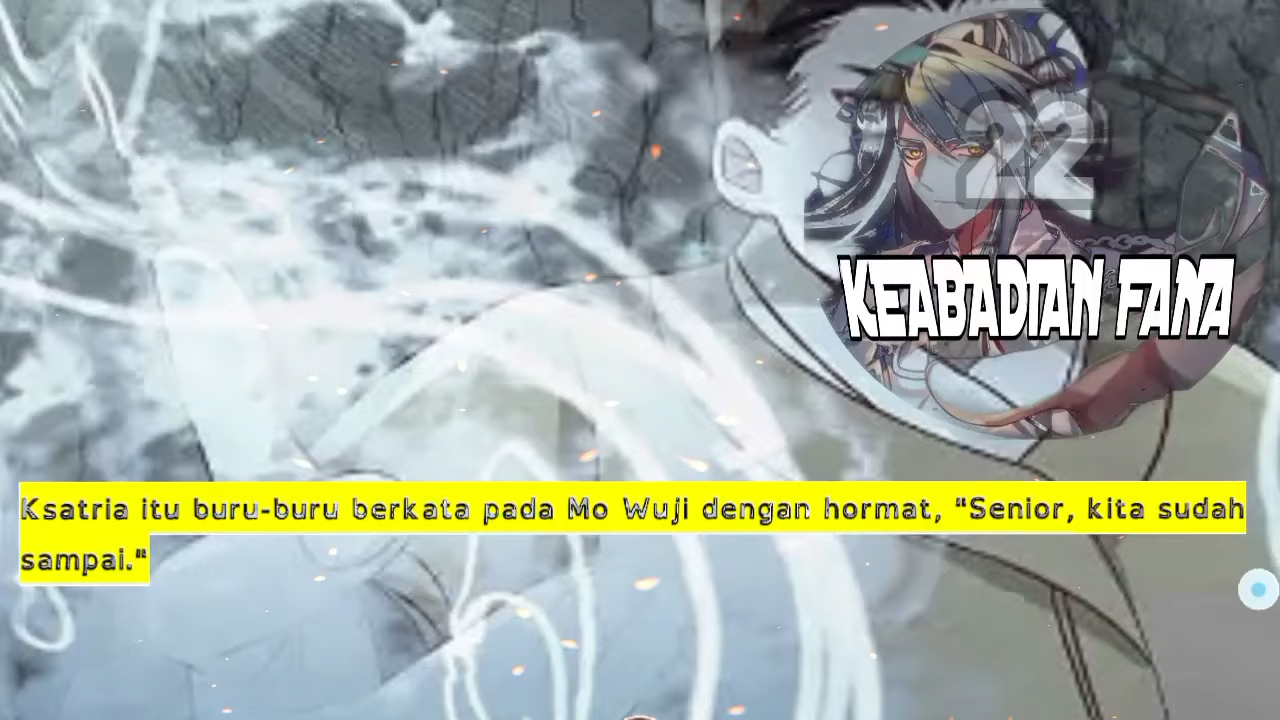 22
KEABADIAN FANA
Ksatria itu buru-buru berkata pada Mo Wuji dengan hormat, "Senior, kita sudah
sampai."